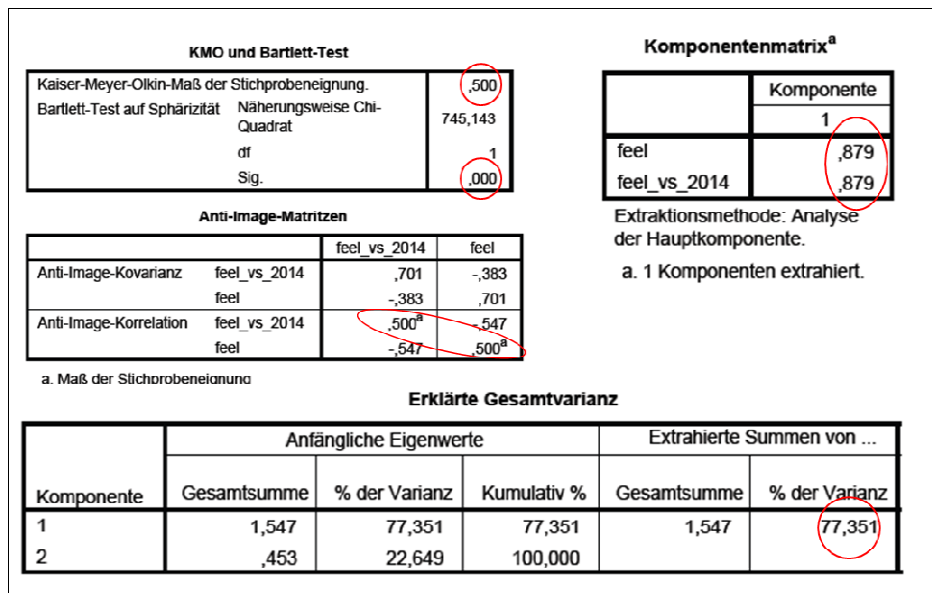 KMO und Bartlett-Test
Kaiser-Meyer-Olkin-Maß der Stichprobeneignung. ,500
Bartlett-Test auf Sphärizität Näherungsweise Chi-
Quadrat 745,143
df 1
Sig. ,000
Komponentenmatrixa
Komponente
1
feel ,879
feel_vs_2014 ,879
Extraktionsmethode: Analyse
der Hauptkomponente.
a. 1 Komponenten extrahiert.
Anti-Image-Matritzen
feel_vs_2014 feel
Anti-Image-Kovarianz feel_vs_2014 ,701 -,383
feel -,383 ,701
Anti-Image-Korrelation feel_vs_2014 ,500a -,547
feel -,547 ,500a
a. Maß der Stichprobeneignung
Erklärte Gesamtvarianz
Anfängliche Eigenwerte Extrahierte Summen von ...
Komponente Gesamtsumme % der Varianz Kumulativ % Gesamtsumme % der Varianz
1 1,547 77,351 77,351 1,547 77,351
2 ,453 22,649 100,000